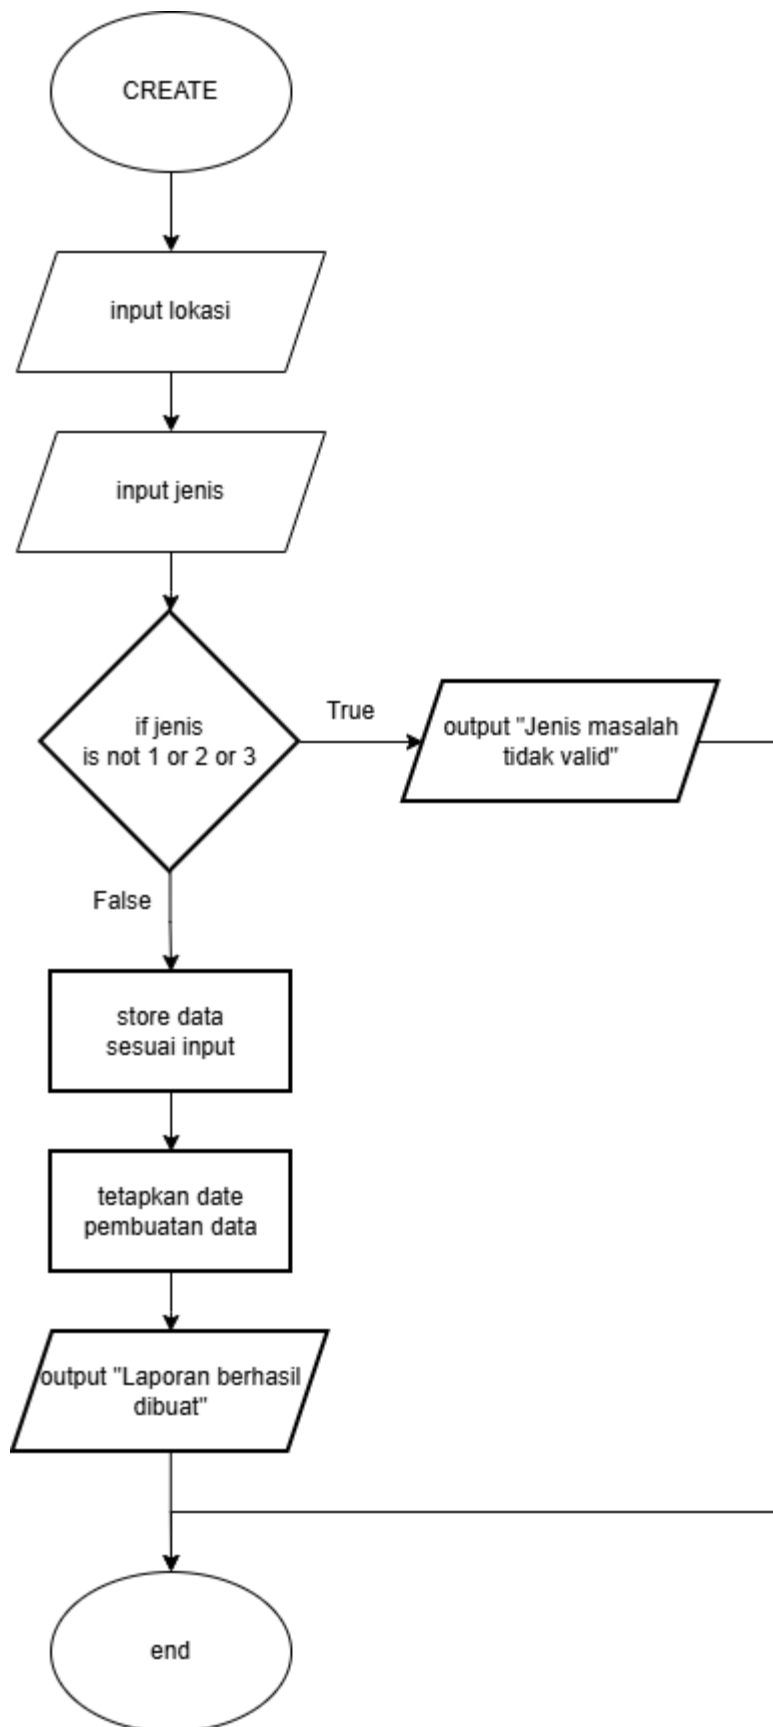 CREATE
input lokasi
input jenis
if jenis
is not 1 or 2 or 3
True
output "Jenis masalah
tidak valid"
False
store data
sesuai input
tetapkan date
pembuatan data
output "Laporan berhasil
dibuat"
end